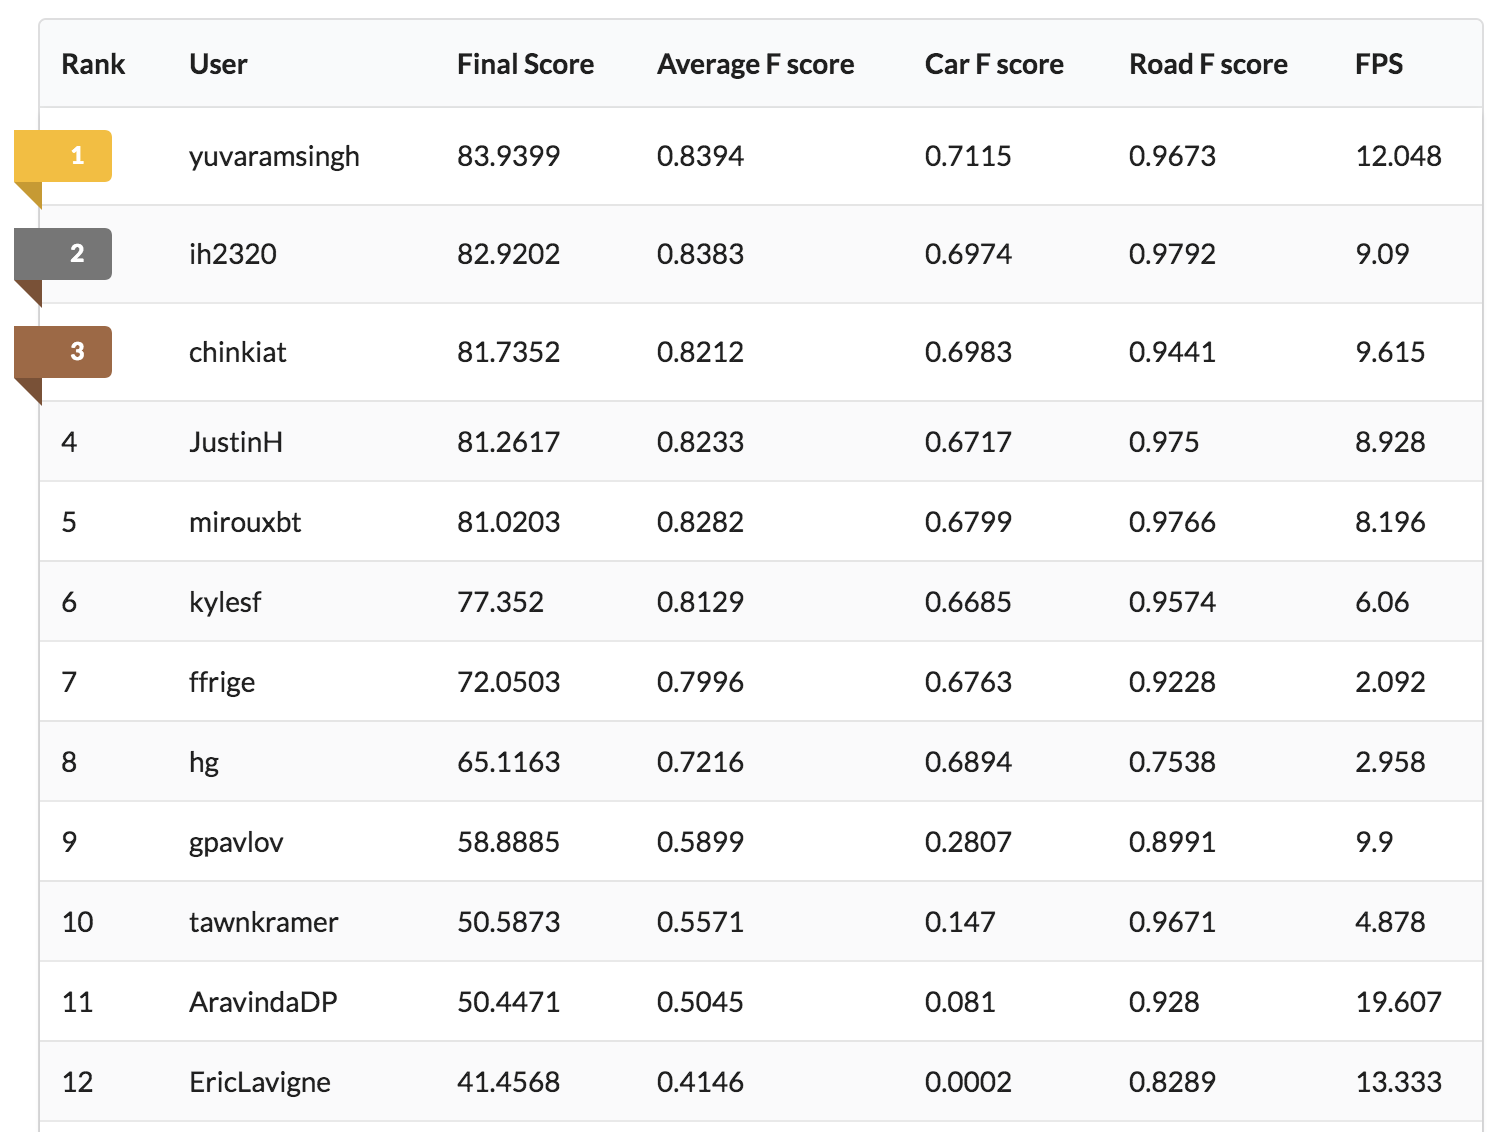 Rank User Final Score Average F score Car F score Road F score FPS
1 yuvaramsingh 83.9399 0.8394 0.7115 0.9673 12.048
2 ih2320 82.9202 0.8383 0.6974 0.9792 9.09
3 chinkiat 81.7352 0.8212 0.6983 0.9441 9.615
4 JustinH 81.2617 0.8233 0.6717 0.975 8.928
5 mirouxbt 81.0203 0.8282 0.6799 0.9766 8.196
6 kylesf 77.352 0.8129 0.6685 0.9574 6.06
7 ffrige 72.0503 0.7996 0.6763 0.9228 2.092
8 hg 65.1163 0.7216 0.6894 0.7538 2.958
9 gpavlov 58.8885 0.5899 0.2807 0.8991 9.9
10 tawnkramer 50.5873 0.5571 0.147 0.9671 4.878
11 AravindaDP 50.4471 0.5045 0.081 0.928 19.607
12 EricLavigne 41.4568 0.4146 0.0002 0.8289 13.333